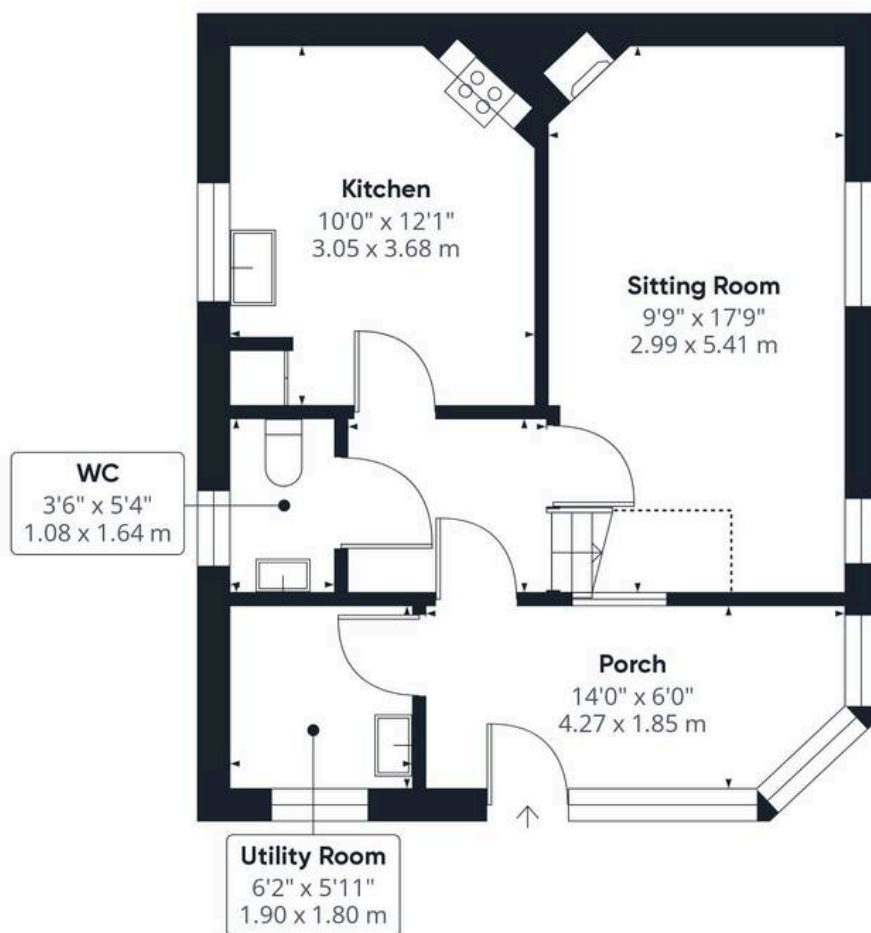 Kitchen
10'0" x 12'1"
3.05 x 3.68 m
Sitting Room
9'9" x 17'9"
2.99 x 5.41 m
WC
3'6" x 5'4"
1.08 x 1.64 m
Porch
14'0" x 6'0"
4.27 x 1.85 m
Utility Room
6'2" x 5'11"
1.90 x 1.80 m